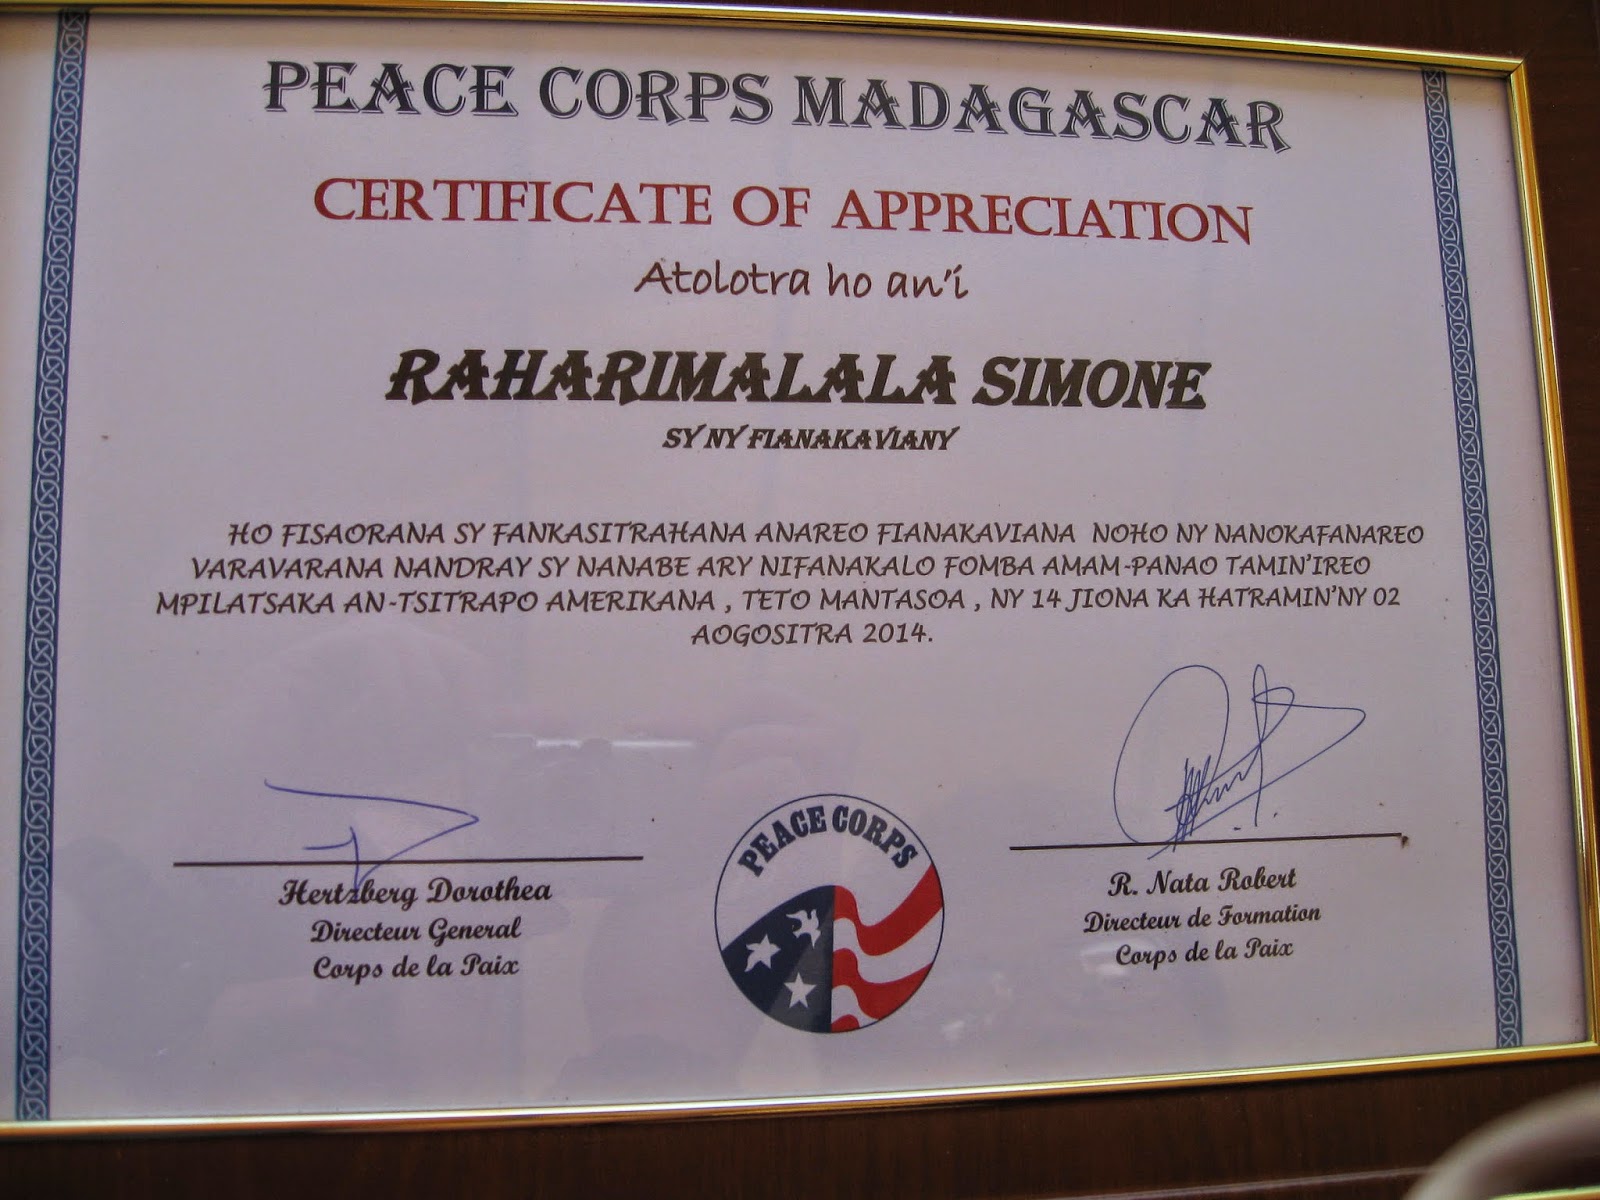 PEACE CORPS MADAGASCAR
CERTIFICATE OF APPRECIATION
Atolotra ho an'i
RAHARIMALALA SIMONE
SY NY FIANAKAVIANY
HO FISAORANA SY FANKASITRAHANA ANAREO FIANAKAVIANA NOHO NY NANOKAFANAREO
VARAVARANA NANDRAY SY NANABE ARY NIFANAKALO FOMBA AMAM-PANAO TAMIN'IREO
MPILATSAKA AN-TSITRAPO AMERIKANA , TETO MANTASOA , NY 14 JIONA KA HATRAMIN'NY 02
AOGOSITRA 2014.
Hertzberg Dorothea
Directeur General
Corps de la Paix
PEACE CORPS
R. Nata Robert
Directeur de Formation
Corps de la Paix